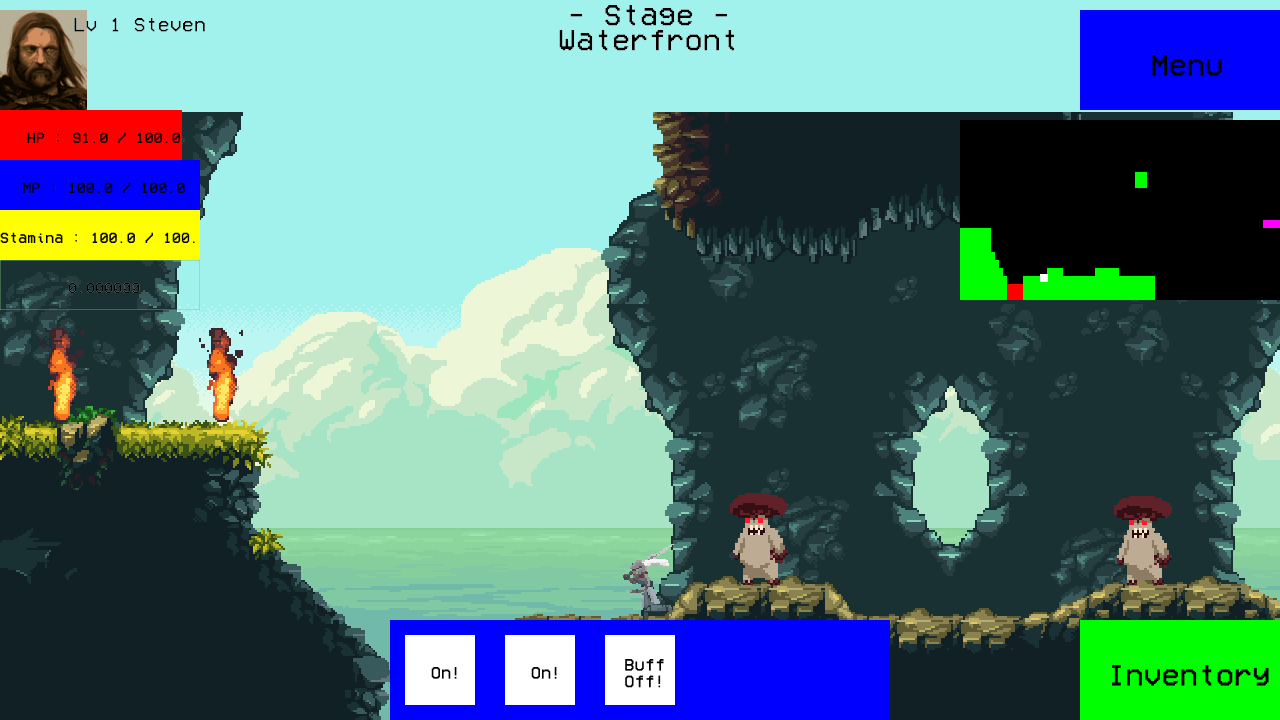 Lv 1 Steven
- Stage -
Waterfront
Menu
HP : 91.0 / 100.0
MP : 100.0 / 100.0
Stamina : 100.0 / 100.
On!
On!
Buff
Off!
Inventory